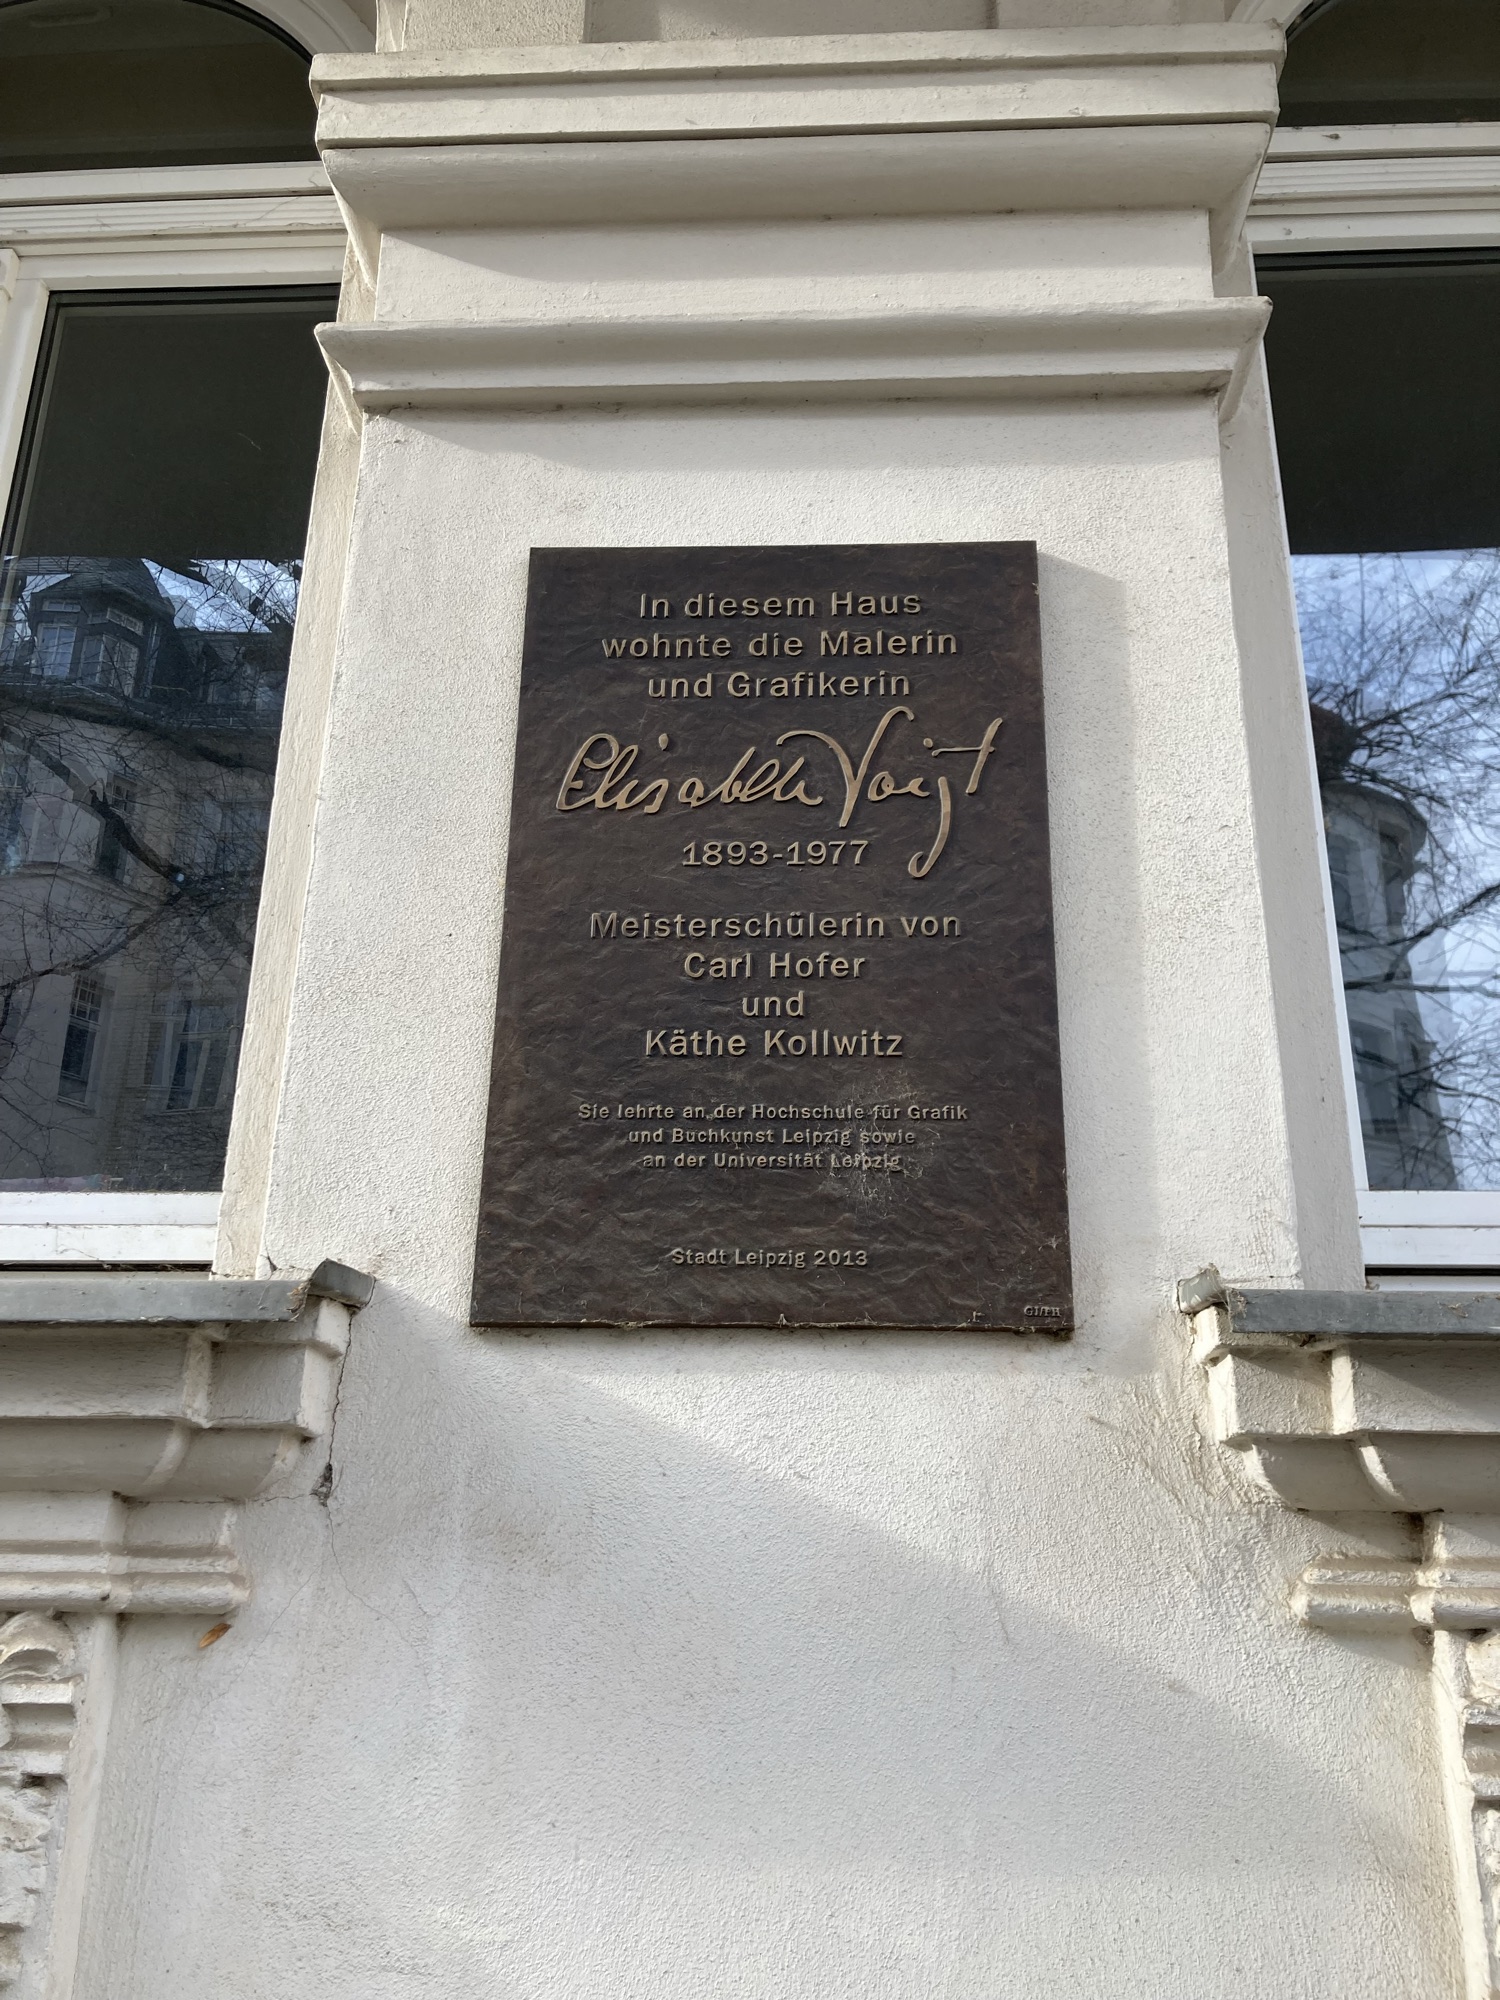 In diesem Haus
wohnte die Malerin
und Grafikerin
Elisabeth Voigt
1893-1977
Meisterschülerin von
Carl Hofer
und
Käthe Kollwitz
Sie lehrte an der Hochschule für Grafik
und Buchkunst Leipzig sowie
an der Universität Leipzig
Stadt Leipzig 2013